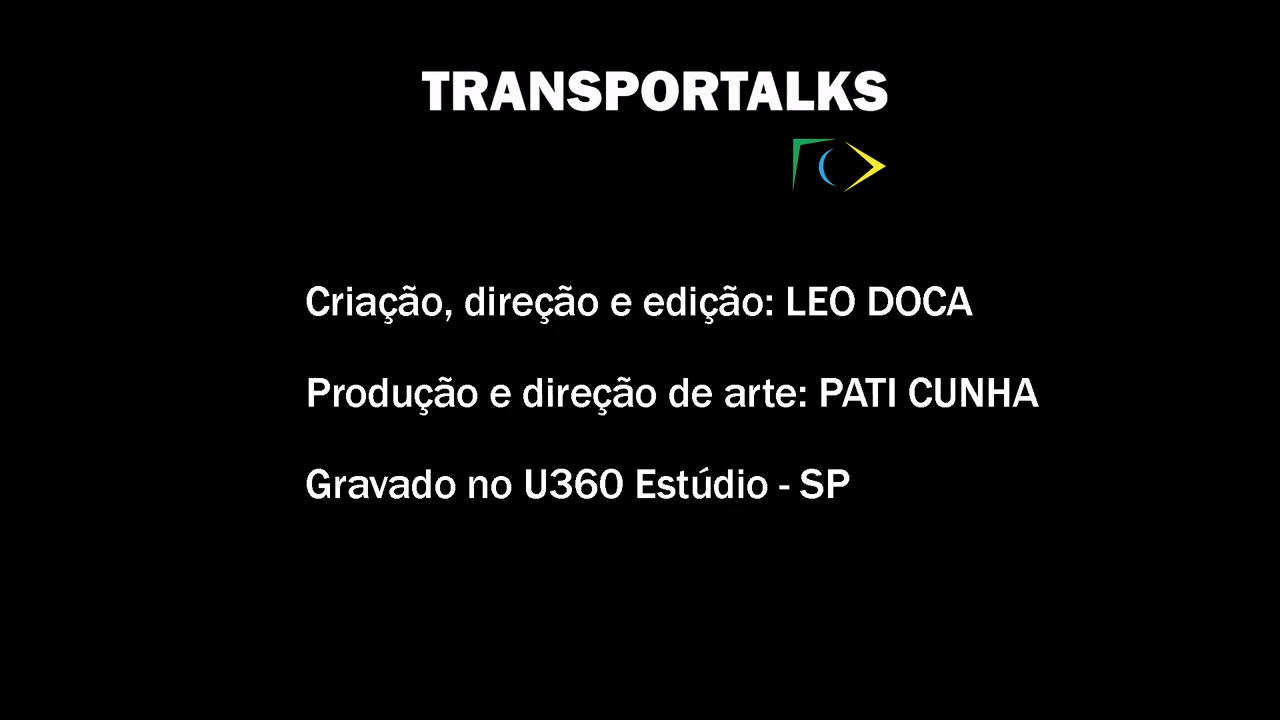 TRANSPORTALKS
Criação, direção e edição: LEO DOCA
Produção e direção de arte: PATI CUNHA
Gravado no U360 Estúdio - SP